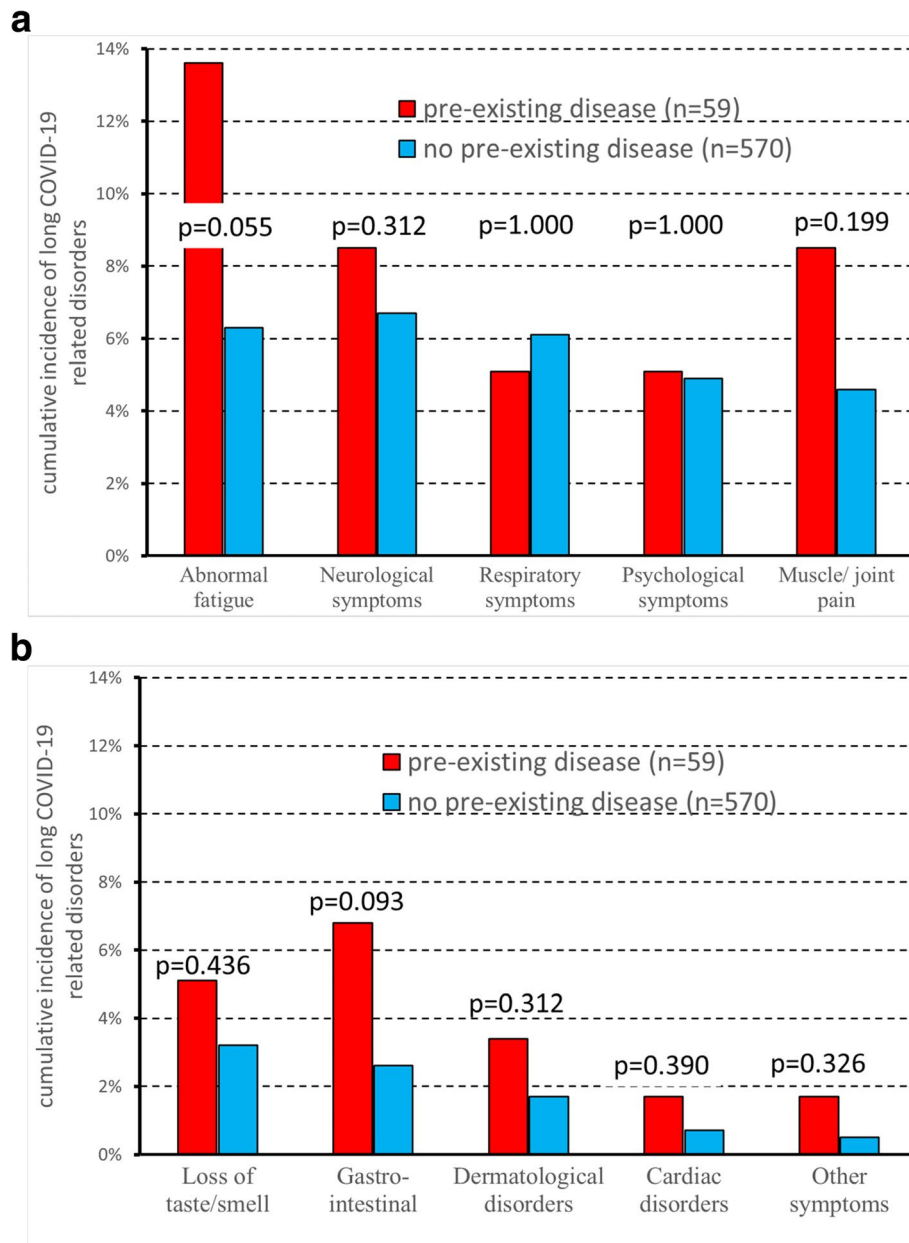 a
14%
12%
10%
8%
6%
4%
2%
0%
cumulative incidence of long COVID-19
related disorders
pre-existing disease (n=59)
no pre-existing disease (n=570)
p=0.055
p=0.312
p=1.000
p=1.000
p=0.199
Abnormal
fatigue
Neurological
symptoms
Respiratory
symptoms
Psychological
symptoms
Muscle/ joint
pain
b
14%
12%
10%
8%
6%
4%
2%
0%
cumulative incidence of long COVID-19
related disorders
pre-existing disease (n=59)
no pre-existing disease (n=570)
p=0.436
p=0.093
p=0.312
p=0.390
p=0.326
Loss of
taste/smell
Gastro-
intestinal
Dermatological
disorders
Cardiac
disorders
Other
symptoms